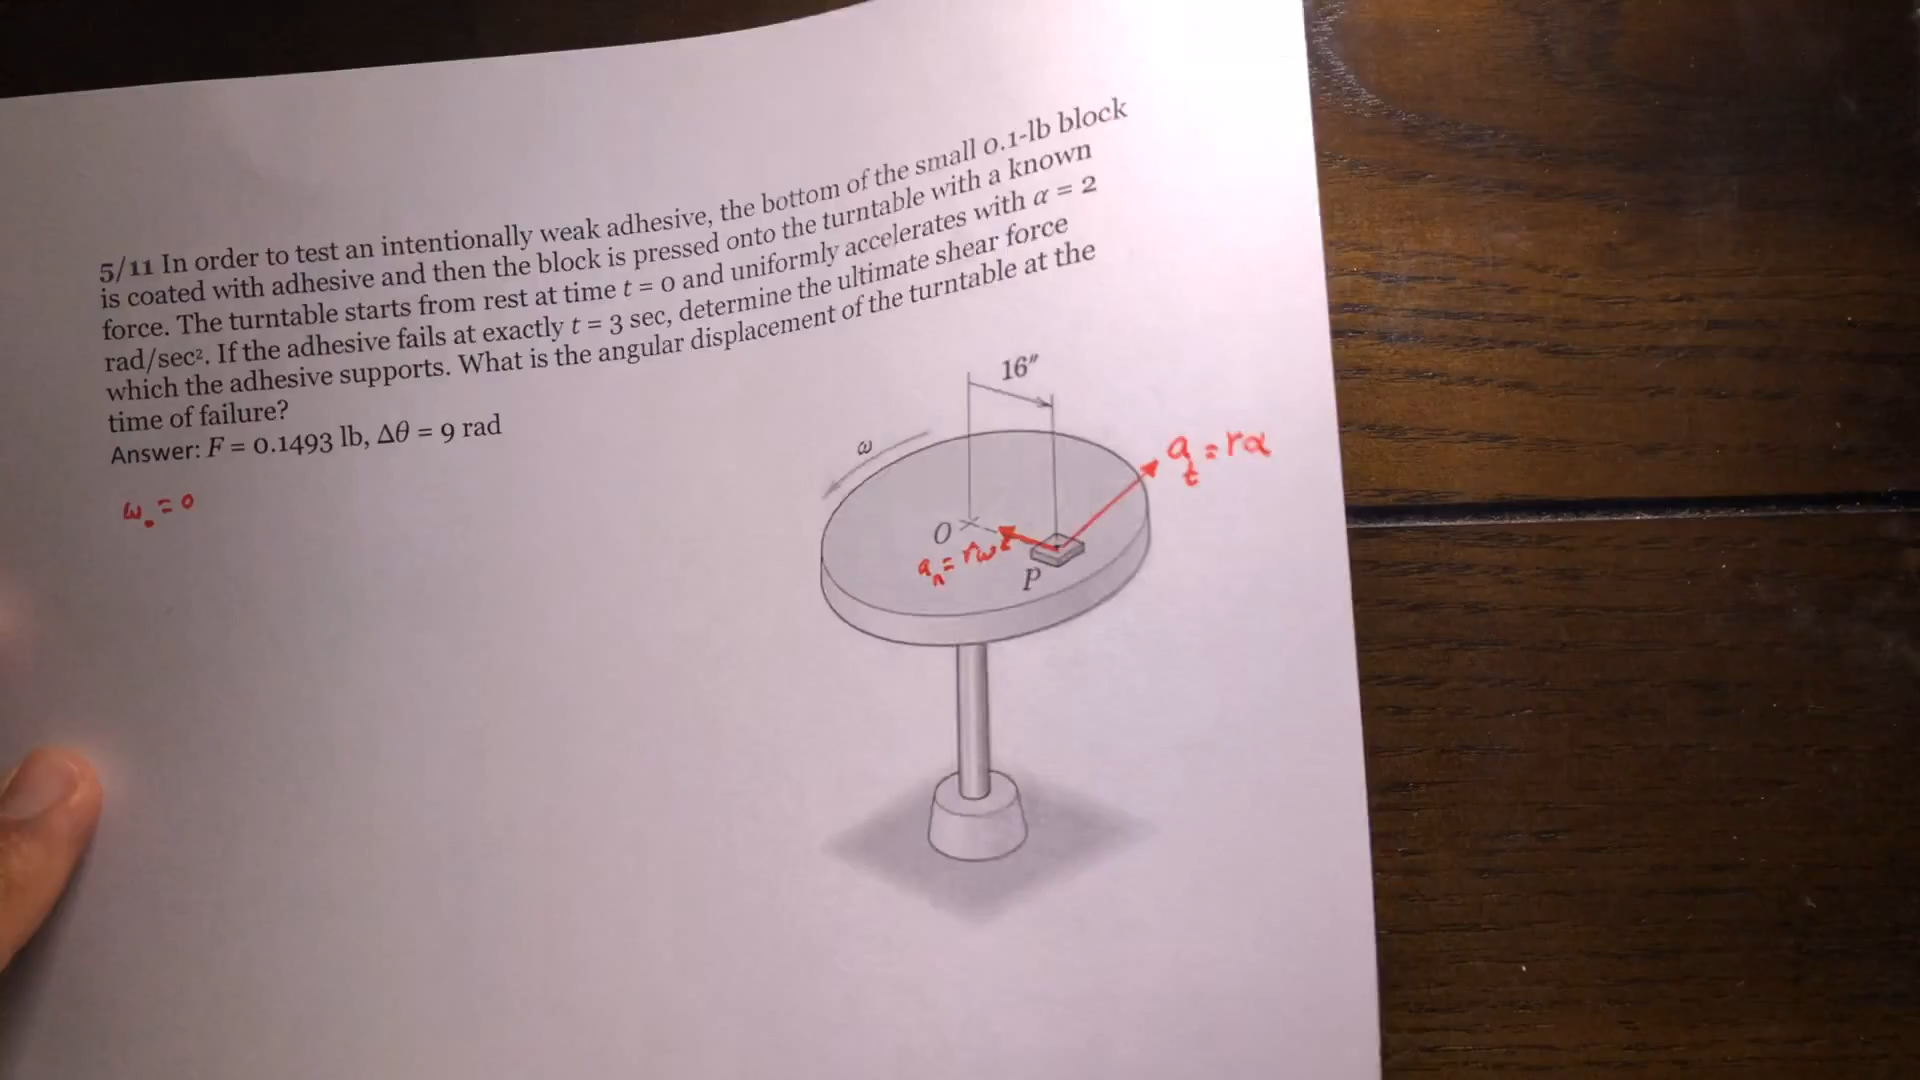 5/11 In order to test an intentionally weak adhesive, the bottom of the small 0.1-lb block
is coated with adhesive and then the block is pressed onto the turntable with a known
force. The turntable starts from rest at time t = 0 and uniformly accelerates with α = 2
rad/sec². If the adhesive fails at exactly t = 3 sec, determine the ultimate shear force
which the adhesive supports. What is the angular displacement of the turntable at the
time of failure?
Answer: F = 0.1493 lb, Δθ = 9 rad
ω₀ = 0
16″
ω
aₜ = rα
O
aₙ = rω²
P